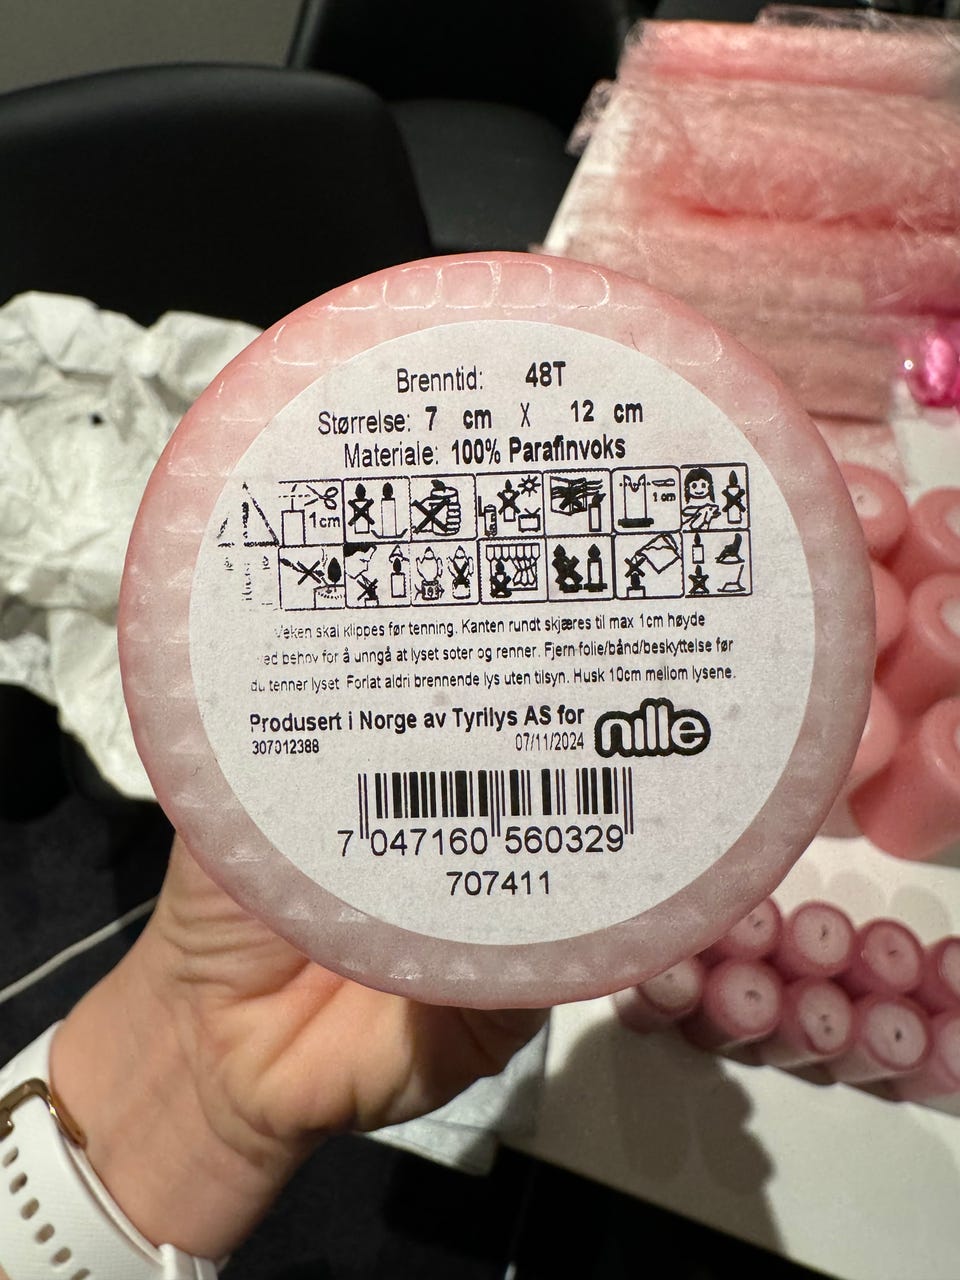 Brenntid: 48T
Størrelse: 7 cm X 12 cm
Materiale: 100% Parafinvoks
1cm
1 cm
Veken skal klippes før tenning. Kanten rundt skjæres til max 1cm høyde
ved behov for å unngå at lyset soter og renner. Fjern folie/bånd/beskyttelse før
du tenner lyset Forlat aldri brennende lys uten tilsyn. Husk 10cm mellom lysene.
Produsert i Norge av Tyrilys AS for nille
307012388 07/11/2024
7 047160 560329
707411